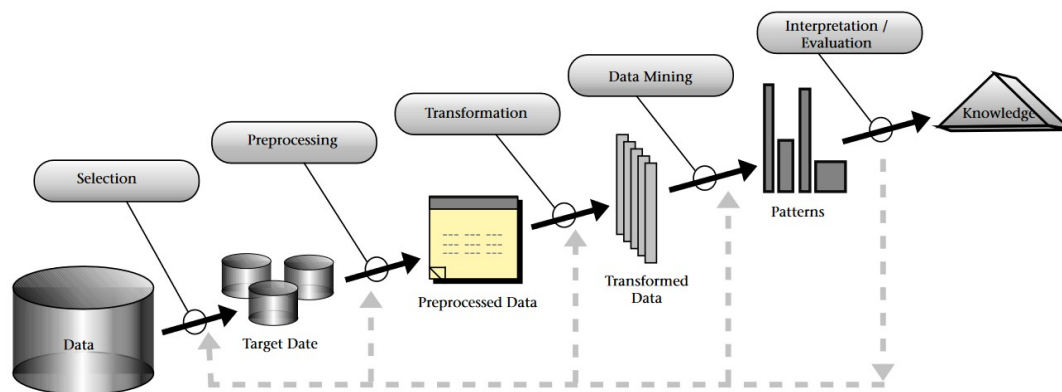 Interpretation /
Evaluation
Data Mining
Transformation
Preprocessing
Selection
Data
Target Date
Preprocessed Data
Transformed
Data
Patterns
Knowledge